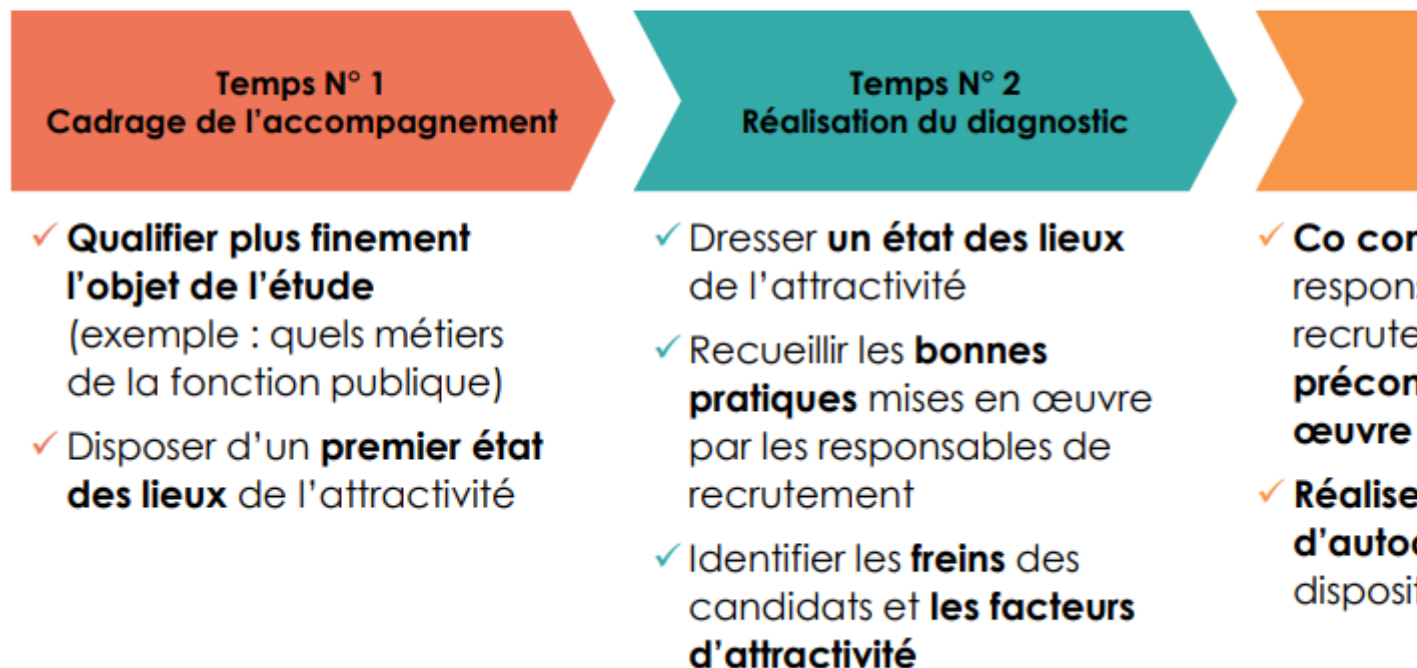 Temps N° 1
Cadrage de l'accompagnement
Qualifier plus finement
l'objet de l'étude
(exemple : quels métiers
de la fonction publique)
Disposer d'un premier état
des lieux de l'attractivité
Temps N° 2
Réalisation du diagnostic
Dresser un état des lieux
de l'attractivité
Recueillir les bonnes
pratiques mises en œuvre
par les responsables de
recrutement
Identifier les freins des
candidats et les facteurs
d'attractivité
Co
œuvre